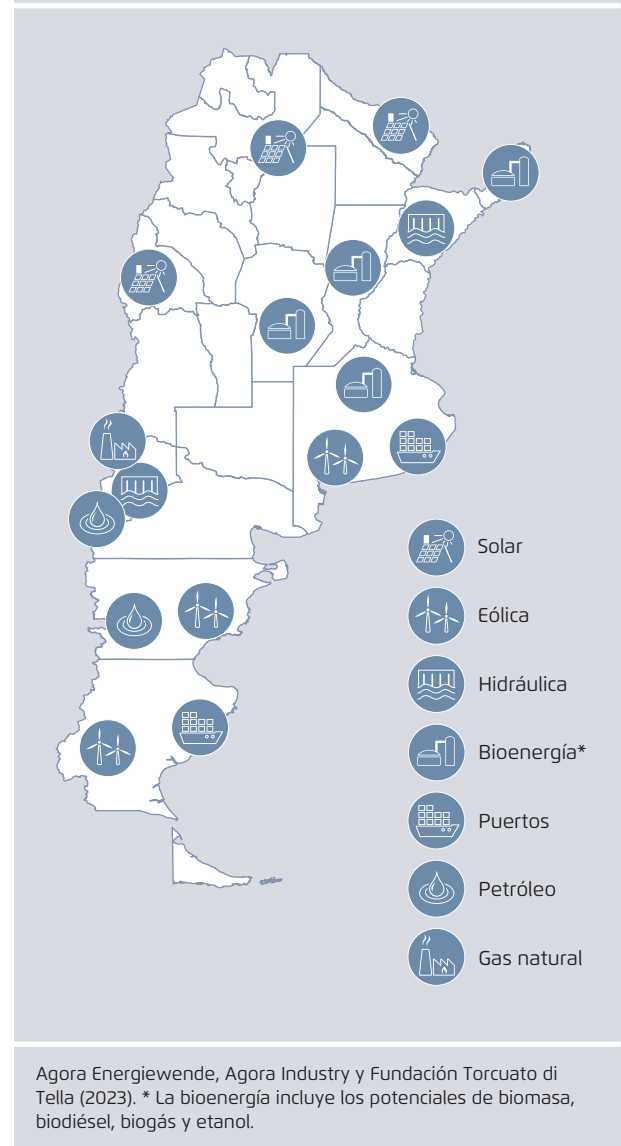 Solar
Eólica
Hidráulica
Bioenergía*
Puertos
Petróleo
Gas natural
Agora Energiewende, Agora Industry y Fundación Torcuato di
Tella (2023). * La bioenergía incluye los potenciales de biomasa,
biodiésel, biogás y etanol.